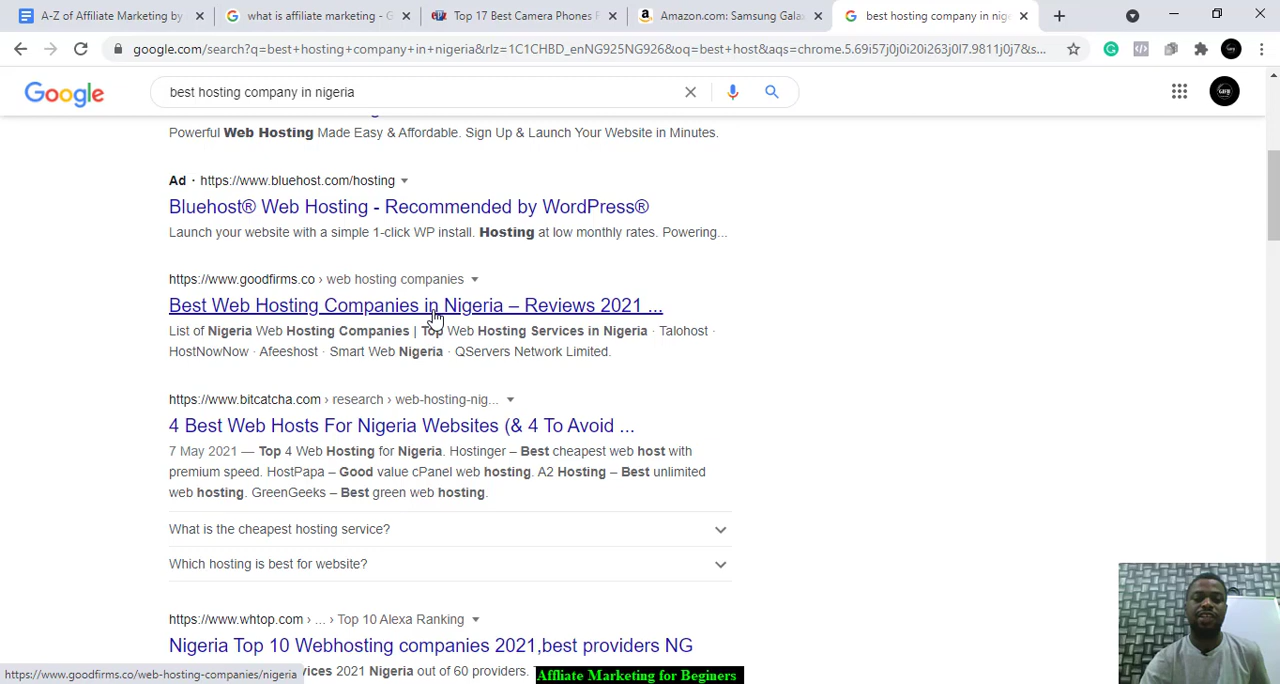 A-Z of Affiliate Marketing by
what is affiliate marketing - G
Top 17 Best Camera Phones F
Amazon.com: Samsung Gala
best hosting company in nige
google.com/search?q=best+hosting+company+in+nigeria&rlz=1C1CHBD_enNG925NG926&oq=best+host&aqs=chrome.5.69i57j0j0i20i263j0l7.9811j0j7&s...
Google
best hosting company in nigeria
Powerful Web Hosting Made Easy & Affordable. Sign Up & Launch Your Website in Minutes.
Ad · https://www.bluehost.com/hosting
Bluehost® Web Hosting - Recommended by WordPress®
Launch your website with a simple 1-click WP install. Hosting at low monthly rates. Powering...
https://www.goodfirms.co › web hosting companies
Best Web Hosting Companies in Nigeria – Reviews 2021 ...
List of Nigeria Web Hosting Companies | Top Web Hosting Services in Nigeria · Talohost ·
HostNowNow · Afeeshost · Smart Web Nigeria · QServers Network Limited.
https://www.bitcatcha.com › research › web-hosting-nig...
4 Best Web Hosts For Nigeria Websites (& 4 To Avoid ...
7 May 2021 — Top 4 Web Hosting for Nigeria. Hostinger – Best cheapest web host with
premium speed. HostPapa – Good value cPanel web hosting. A2 Hosting – Best unlimited
web hosting. GreenGeeks – Best green web hosting.
What is the cheapest hosting service?
Which hosting is best for website?
https://www.whtop.com › ... › Top 10 Alexa Ranking
Nigeria Top 10 Webhosting companies 2021,best providers NG
https://www.goodfirms.co/web-hosting-companies/nigeria
ices 2021 Nigeria out of 60 providers.
Affliate Marketing for Beginers